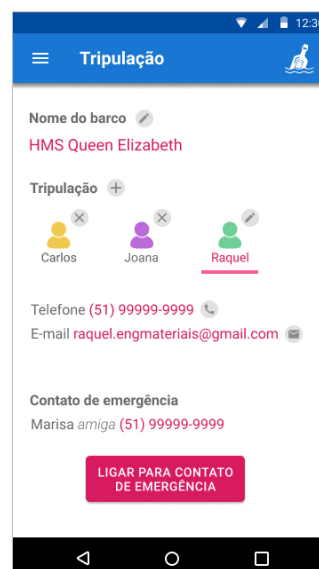 12:30
Tripulação
Nome do barco
HMS Queen Elizabeth
Tripulação
Carlos Joana Raquel
Telefone (51) 99999-9999
E-mail raquel.engmateriais@gmail.com
Contato de emergência
Marisa amiga (51) 99999-9999
LIGAR PARA CONTATO
DE EMERGÊNCIA